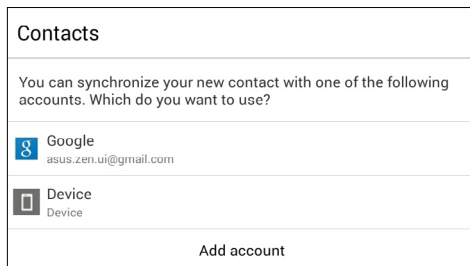 Contacts
You can synchronize your new contact with one of the following
accounts. Which do you want to use?
8 Google
asus.zen.ui@gmail.com
Device
Device
Add account